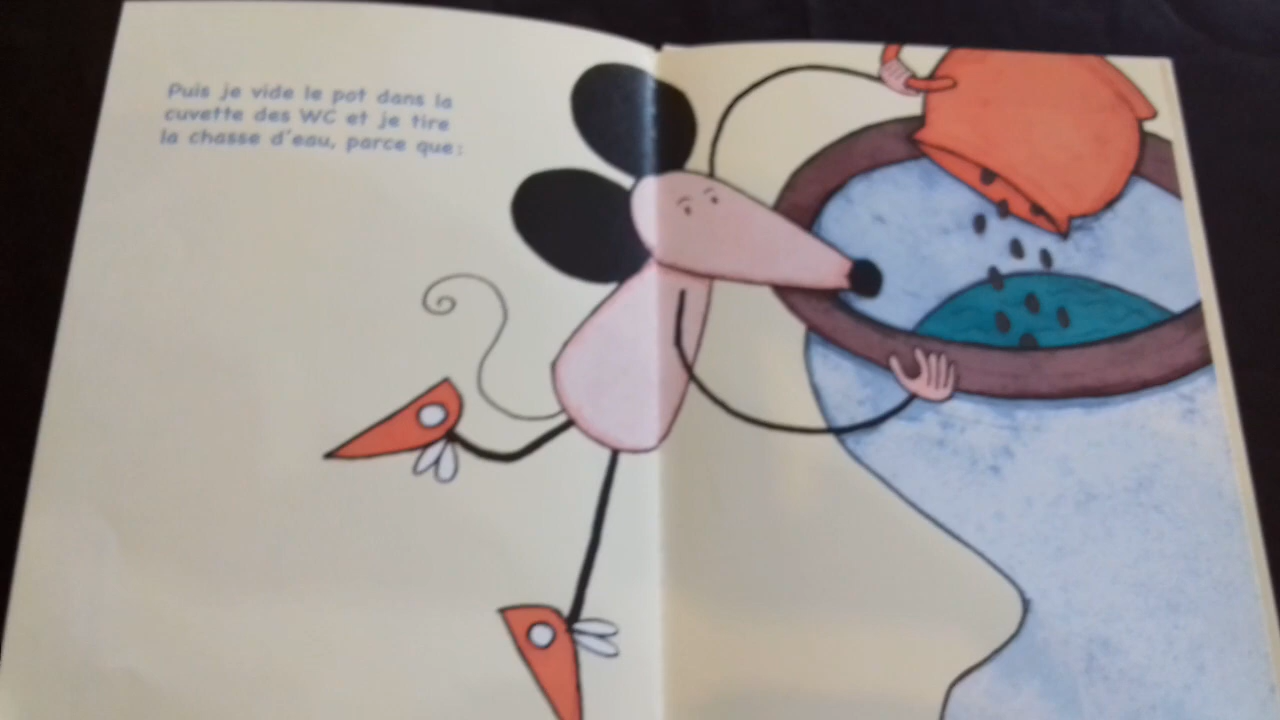 Puis je vide le pot dans la
cuvette des WC et je tire
la chasse d'eau, parce que :